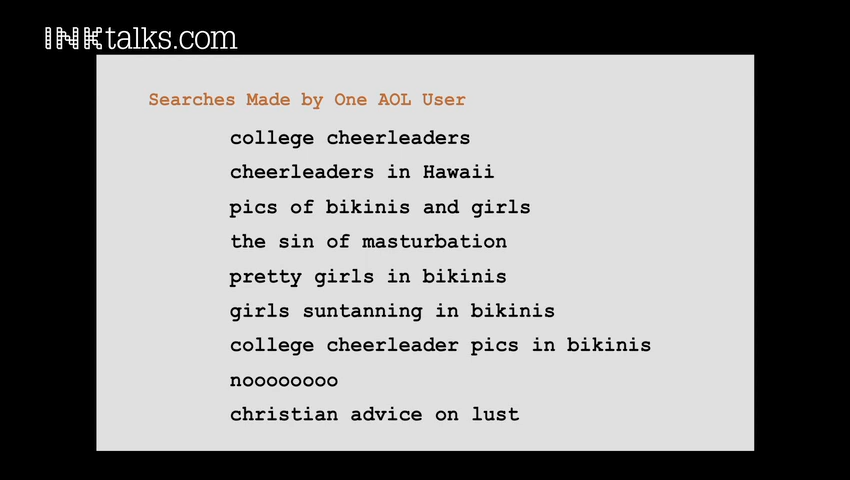 INKtalks.com
Searches Made by One AOL User
college cheerleaders
cheerleaders in Hawaii
pics of bikinis and girls
the sin of masturbation
pretty girls in bikinis
girls suntanning in bikinis
college cheerleader pics in bikinis
noooooooo
christian advice on lust